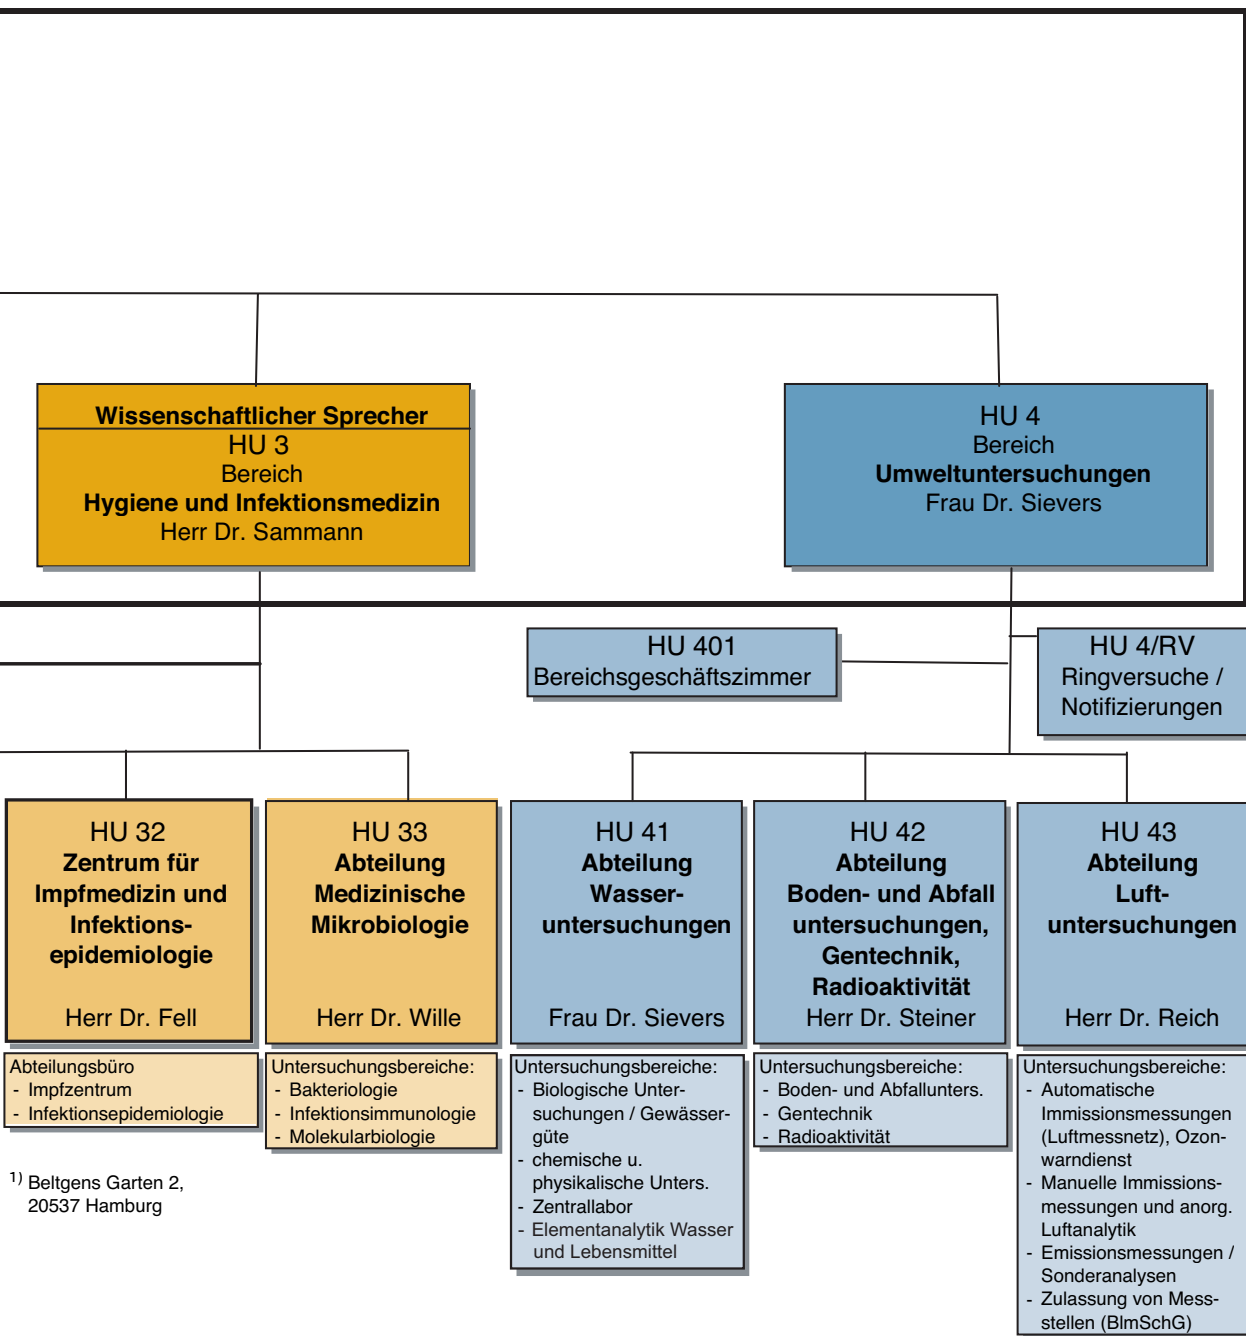 Wissenschaftlicher Sprecher
HU 3
Bereich
Hygiene und Infektionsmedizin
Herr Dr. Sammann
HU 4
Bereich
Umweltuntersuchungen
Frau Dr. Sievers
HU 401
Bereichsgeschäftszimmer
HU 4/RV
Ringversuche /
Notifizierungen
HU 32
Zentrum für
Impfmedizin und
Infektions-
epidemiologie
Herr Dr. Fell
Abteilungsbüro
- Impfzentrum
- Infektionsepidemiologie
HU 33
Abteilung
Medizinische
Mikrobiologie
Herr Dr. Wille
Untersuchungsbereiche:
- Bakteriologie
- Infektionsimmunologie
- Molekularbiologie
HU 41
Abteilung
Wasser-
untersuchungen
Frau Dr. Sievers
Untersuchungsbereiche:
- Biologische Unter-
suchungen / Gewässer-
güte
- chemische u.
physikalische Unters.
- Zentrallabor
- Elementanalytik Wasser
und Lebensmittel
HU 42
Abteilung
Boden- und Abfall
untersuchungen,
Gentechnik,
Radioaktivität
Herr Dr. Steiner
Untersuchungsbereiche:
- Boden- und Abfallunters.
- Gentechnik
- Radioaktivität
HU 43
Abteilung
Luft-
untersuchungen
Herr Dr. Reich
Untersuchungsbereiche:
- Automatische
Immissionsmessungen
(Luftmessnetz), Ozon-
warndienst
- Manuelle Immissions-
messungen und anorg.
Luftanalytik
- Emissionsmessungen /
Sonderanalysen
- Zulassung von Mess-
stellen (BImSchG)
1) Beltgens Garten 2,
20537 Hamburg